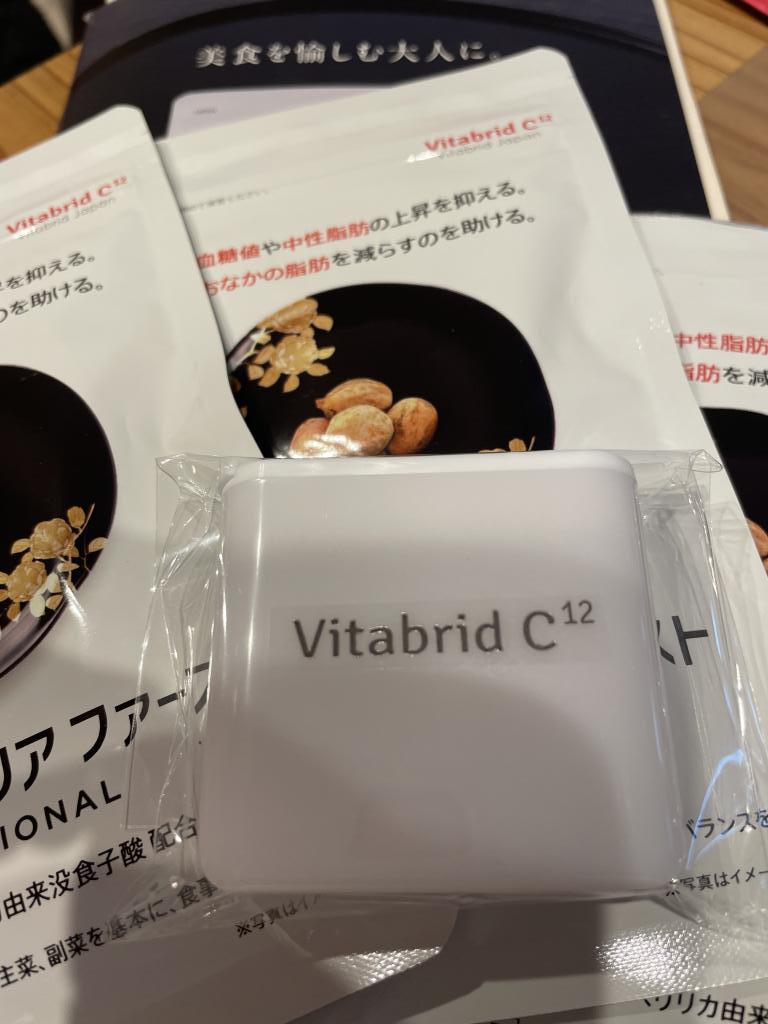 美食を愉しむ大人に。
Vitabrid C¹²
Vitabrid Japan
血糖値や中性脂肪の上昇を抑える。
おなかの脂肪を減らすのを助ける。
Vitabrid C¹²
Vitabrid Japan
昇を抑える。
のを助ける。
中性脂肪
脂肪を減
Vitabrid C¹²
リア ファース
IONAL
由来没食子酸 配合
主菜、副菜を基本に、食事
※写真はイメ
スト
バランスを
※写真はイメー
リカ由来